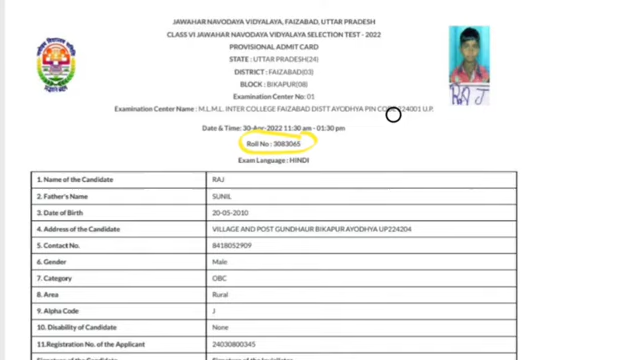 JAWAHAR NAVODAYA VIDYALAYA, FAIZABAD, UTTAR PRADESH
CLASS VI JAWAHAR NAVODAYA VIDYALAYA SELECTION TEST - 2022
PROVISIONAL ADMIT CARD
STATE : UTTAR PRADESH(24)
DISTRICT : FAIZABAD(03)
BLOCK : BIKAPUR(08)
Examination Center No: 01
Examination Center Name : M.L.M.L. INTER COLLEGE FAIZABAD DISTT AYODHYA PIN CODE 224001 U.P.
Date & Time: 30-Apr-2022 11:30 am - 01:30 pm
Roll No : 3083065
Exam Language : HINDI
RAJ
1. Name of the Candidate RAJ
2. Father's Name SUNIL
3. Date of Birth 20-05-2010
4. Address of the Candidate VILLAGE AND POST GUNDHAUR BIKAPUR AYODHYA UP224204
5. Contact No. 8418052909
6. Gender Male
7. Category OBC
8. Area Rural
9. Alpha Code J
10. Disability of Candidate None
11.Registration No. of the Applicant 24030800345